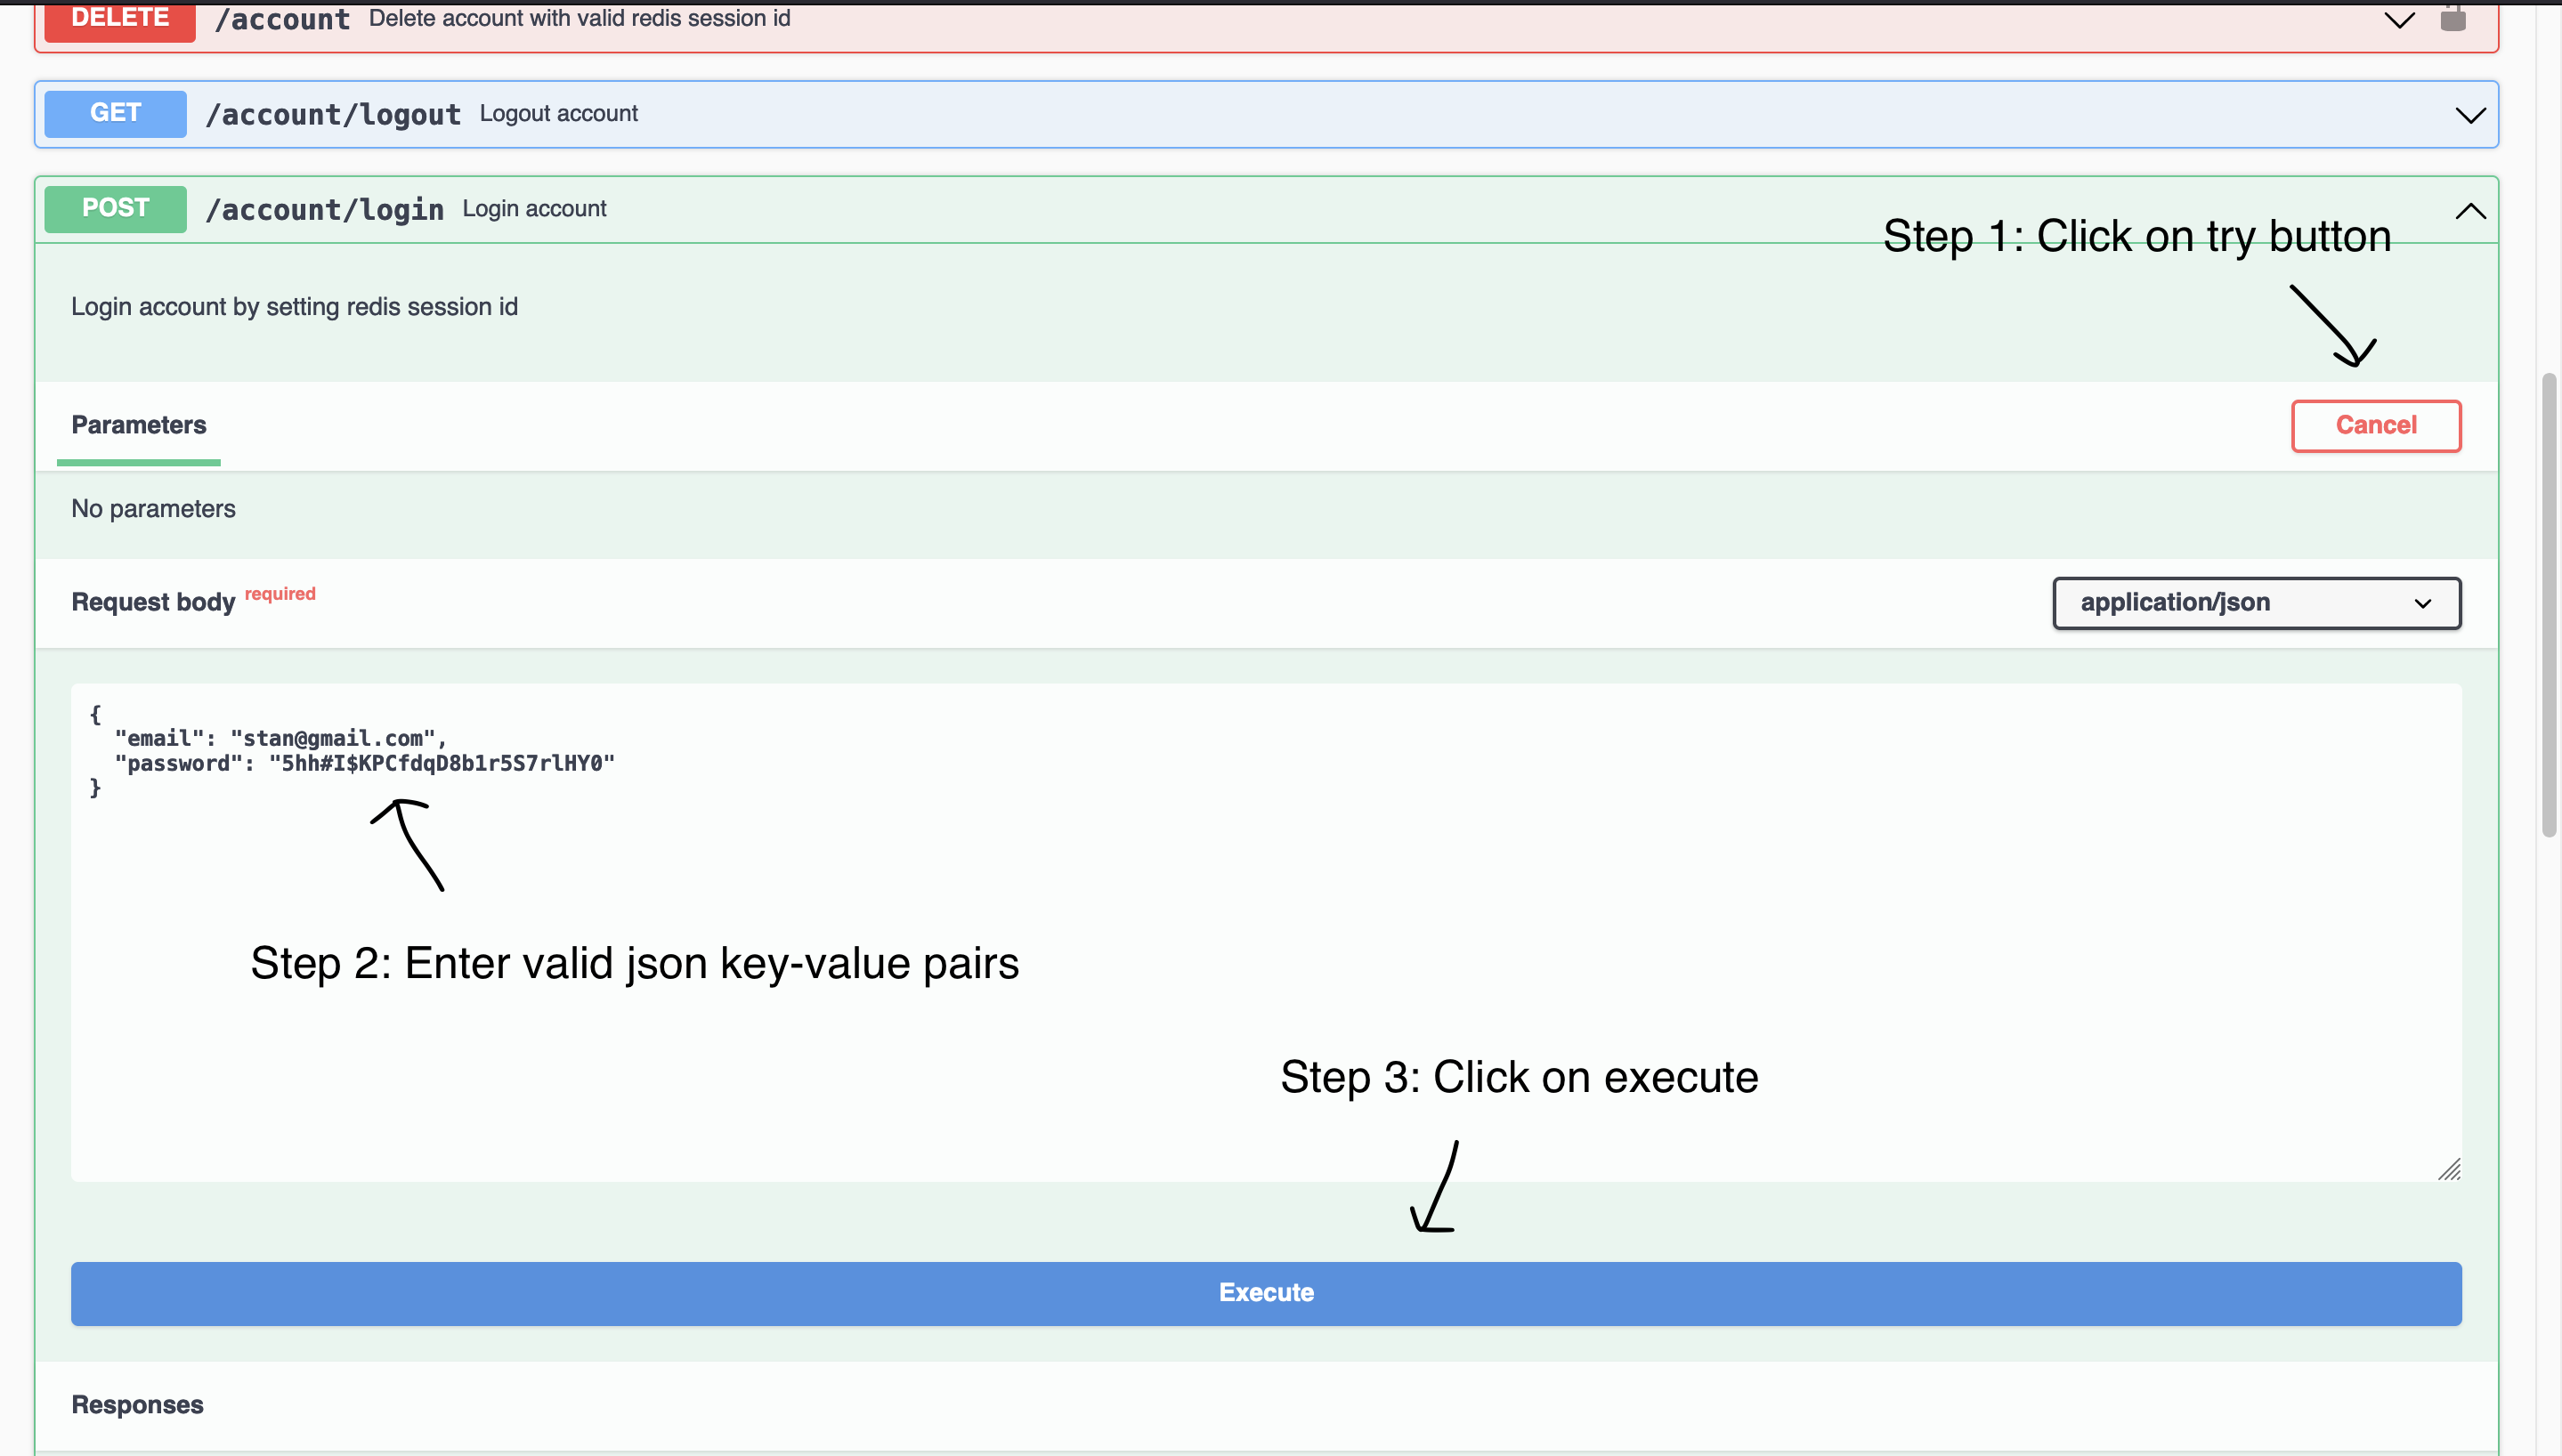 DELETE /account Delete account with valid redis session id
GET /account/logout Logout account
POST /account/login Login account
Step 1: Click on try button
Login account by setting redis session id
Parameters
Cancel
No parameters
Request body required
application/json
{
"email": "stan@gmail.com",
"password": "5hh#I$KPCfdqD8b1r5S7rlHY0"
}
Step 2: Enter valid json key-value pairs
Step 3: Click on execute
Execute
Responses